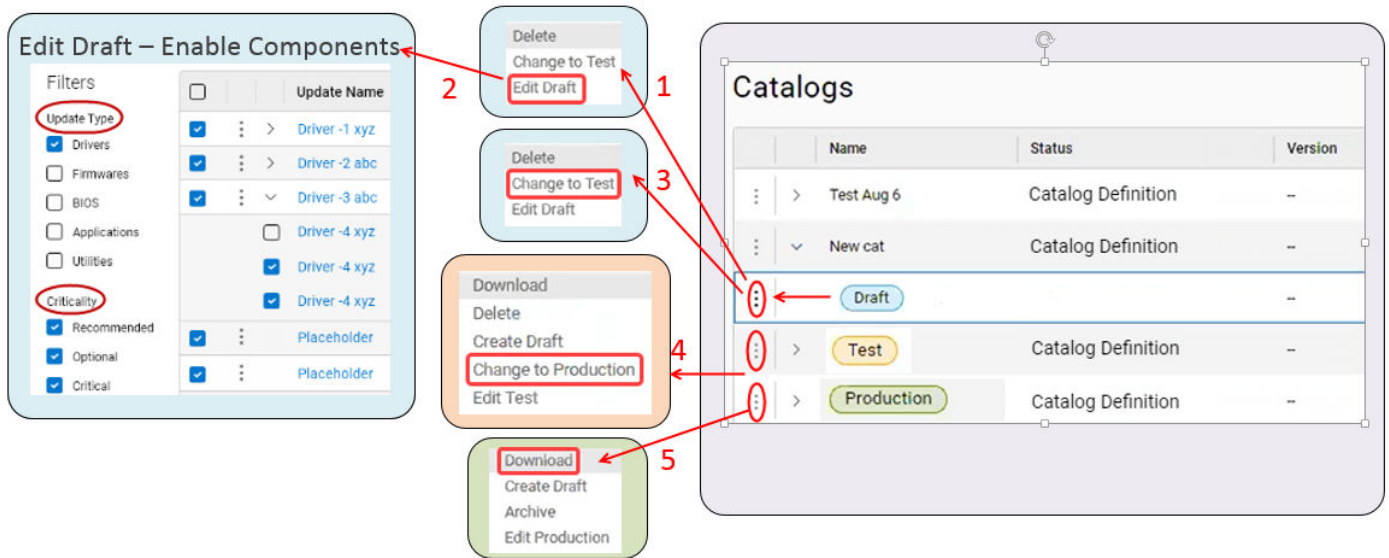 Edit Draft – Enable Components
Filters
Update Type
Drivers
Firmwares
BIOS
Applications
Utilities
Criticality
Recommended
Optional
Critical
Update Name
Driver -1 xyz
Driver -2 abc
Driver -3 abc
Driver -4 xyz
Driver -4 xyz
Driver -4 xyz
Placeholder
Placeholder
2
Delete
Change to Test
Edit Draft
1
Delete
Change to Test
Edit Draft
3
Download
Delete
Create Draft
Change to Production
Edit Test
4
Download
Create Draft
Archive
Edit Production
5
Catalogs
Name Status Version
Test Aug 6 Catalog Definition --
New cat Catalog Definition --
Draft --
Test Catalog Definition --
Production Catalog Definition --